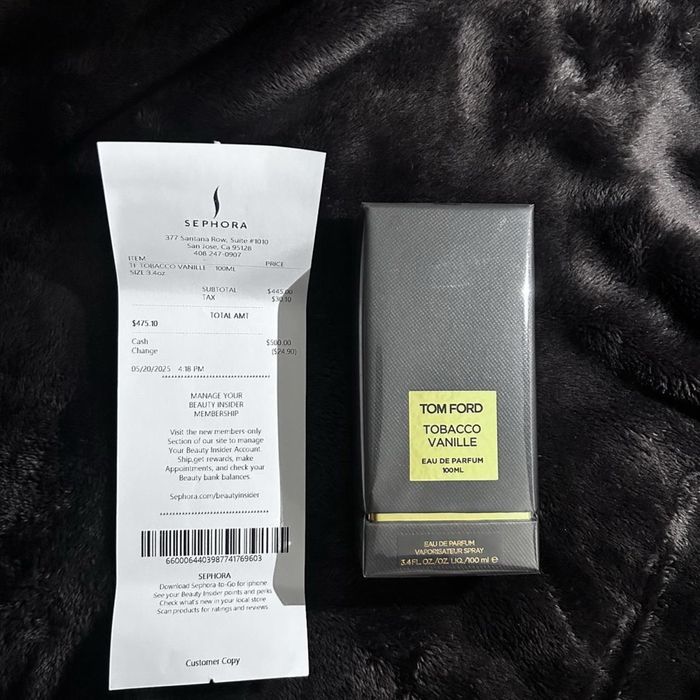 SEPHORA
377 Santana Row, Suite #1010
San Jose, Ca 95128
408 247-0907
ITEM PRICE
TF TOBACCO VANILLE 100ML
SIZE 3.4oz
SUBTOTAL $445.00
TAX $30.10
TOTAL AMT
$475.10
Cash $500.00
Change ($24.90)
05/20/2025 4:18 PM
MANAGE YOUR
BEAUTY INSIDER
MEMBERSHIP
Visit the new members-only
Section of our site to manage
Your Beauty Insider Account.
Ship,get rewards, make
Appointments, and check your
Beauty bank balances.
Sephora.com/beautyinsider
6600064403987741769603
SEPHORA
Download Sephora-to-Go for iphone
See your Beauty Insider points and perks
Check what's new in your local store
Scan products for ratings and reviews
Customer Copy
TOM FORD
TOBACCO
VANILLE
EAU DE PARFUM
100ML
EAU DE PARFUM
VAPORISATEUR SPRAY
3.4 FL. OZ./OZ. LIQ./100 ml e